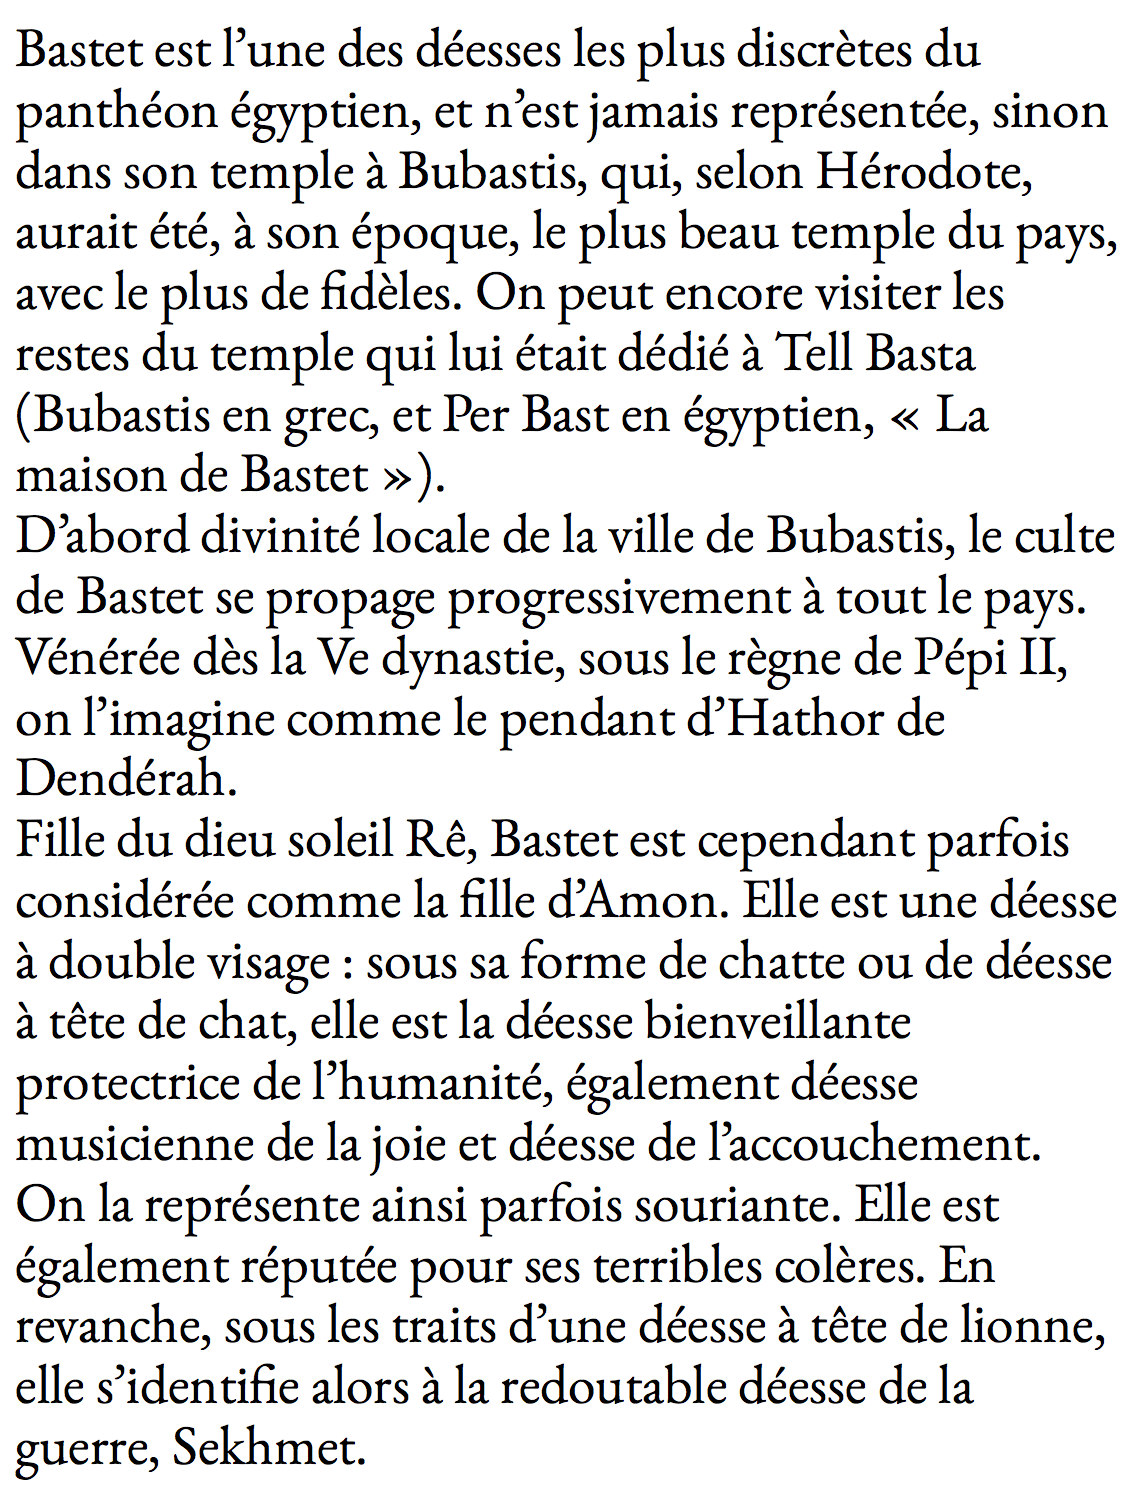 Bastet est l’une des déesses les plus discrètes du
panthéon égyptien, et n’est jamais représentée, sinon
dans son temple à Bubastis, qui, selon Hérodote,
aurait été, à son époque, le plus beau temple du pays,
avec le plus de fidèles. On peut encore visiter les
restes du temple qui lui était dédié à Tell Basta
(Bubastis en grec, et Per Bast en égyptien, « La
maison de Bastet »).
D’abord divinité locale de la ville de Bubastis, le culte
de Bastet se propage progressivement à tout le pays.
Vénérée dès la Ve dynastie, sous le règne de Pépi II,
on l’imagine comme le pendant d’Hathor de
Dendérah.
Fille du dieu soleil Rê, Bastet est cependant parfois
considérée comme la fille d’Amon. Elle est une déesse
à double visage : sous sa forme de chatte ou de déesse
à tête de chat, elle est la déesse bienveillante
protectrice de l’humanité, également déesse
musicienne de la joie et déesse de l’accouchement.
On la représente ainsi parfois souriante. Elle est
également réputée pour ses terribles colères. En
revanche, sous les traits d’une déesse à tête de lionne,
elle s’identifie alors à la redoutable déesse de la
guerre, Sekhmet.